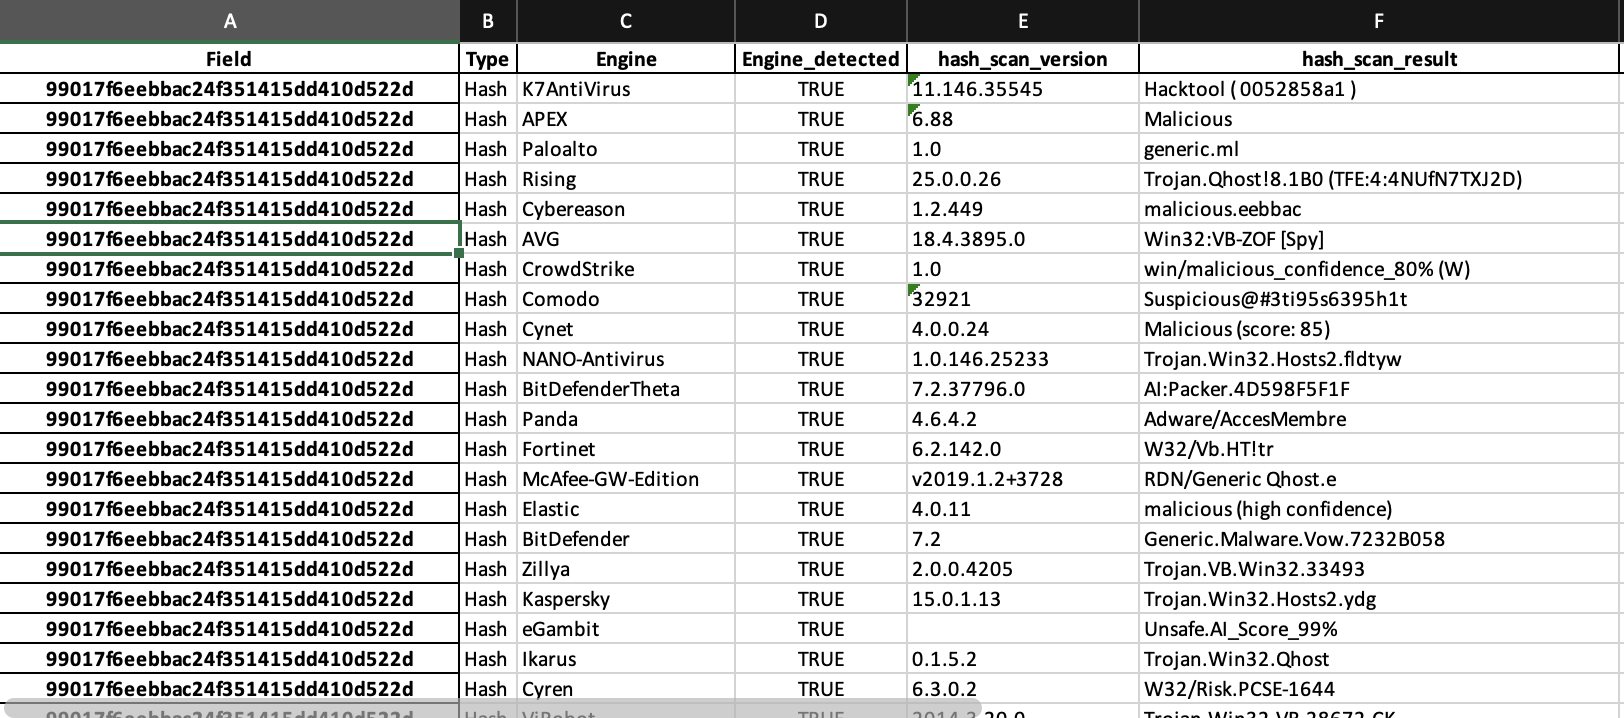 A B C D E F
Field Type Engine Engine_detected hash_scan_version hash_scan_result
99017f6eebbac24f351415dd410d522d Hash K7AntiVirus TRUE 11.146.35545 Hacktool ( 0052858a1 )
99017f6eebbac24f351415dd410d522d Hash APEX TRUE 6.88 Malicious
99017f6eebbac24f351415dd410d522d Hash Paloalto TRUE 1.0 generic.ml
99017f6eebbac24f351415dd410d522d Hash Rising TRUE 25.0.0.26 Trojan.Qhost!8.1B0 (TFE:4:4NUfN7TXJ2D)
99017f6eebbac24f351415dd410d522d Hash Cybereason TRUE 1.2.449 malicious.eebbac
99017f6eebbac24f351415dd410d522d Hash AVG TRUE 18.4.3895.0 Win32:VB-ZOF [Spy]
99017f6eebbac24f351415dd410d522d Hash CrowdStrike TRUE 1.0 win/malicious_confidence_80% (W)
99017f6eebbac24f351415dd410d522d Hash Comodo TRUE 32921 Suspicious@#3ti95s6395h1t
99017f6eebbac24f351415dd410d522d Hash Cynet TRUE 4.0.0.24 Malicious (score: 85)
99017f6eebbac24f351415dd410d522d Hash NANO-Antivirus TRUE 1.0.146.25233 Trojan.Win32.Hosts2.fldtyw
99017f6eebbac24f351415dd410d522d Hash BitDefenderTheta TRUE 7.2.37796.0 AI:Packer.4D598F5F1F
99017f6eebbac24f351415dd410d522d Hash Panda TRUE 4.6.4.2 Adware/AccesMembre
99017f6eebbac24f351415dd410d522d Hash Fortinet TRUE 6.2.142.0 W32/Vb.HT!tr
99017f6eebbac24f351415dd410d522d Hash McAfee-GW-Edition TRUE v2019.1.2+3728 RDN/Generic Qhost.e
99017f6eebbac24f351415dd410d522d Hash Elastic TRUE 4.0.11 malicious (high confidence)
99017f6eebbac24f351415dd410d522d Hash BitDefender TRUE 7.2 Generic.Malware.Vow.7232B058
99017f6eebbac24f351415dd410d522d Hash Zillya TRUE 2.0.0.4205 Trojan.VB.Win32.33493
99017f6eebbac24f351415dd410d522d Hash Kaspersky TRUE 15.0.1.13 Trojan.Win32.Hosts2.ydg
99017f6eebbac24f351415dd410d522d Hash eGambit TRUE Unsafe.AI_Score_99%
99017f6eebbac24f351415dd410d522d Hash Ikarus TRUE 0.1.5.2 Trojan.Win32.Qhost
99017f6eebbac24f351415dd410d522d Hash Cyren TRUE 6.3.0.2 W32/Risk.PCSE-1644
99017f6eebbac24f351415dd410d522d Hash ViRobot TRUE